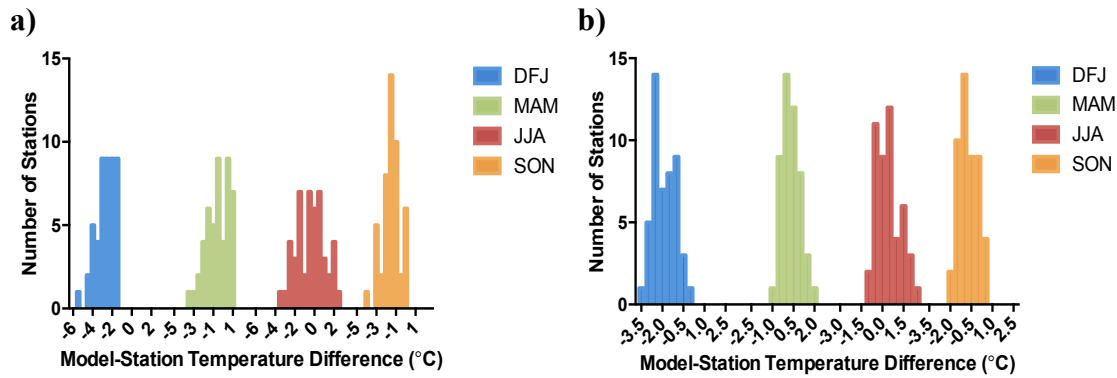 a)
15
10
5
0
Number of Stations
-6 -4 -2 0 2 -5 -3 -1 1 -4 -2 0 2 -5 -3 -1 1
Model-Station Temperature Difference (°C)
DFJ
MAM
JJA
SON
b)
15
10
5
0
Number of Stations
-3.5 -2.0 -0.5 1.0 2.5 -2.5 -1.0 0.5 2.0 -3.0 -1.5 0.0 1.5 -3.5 -2.0 -0.5 1.0 2.5
Model-Station Temperature Difference (°C)
DFJ
MAM
JJA
SON